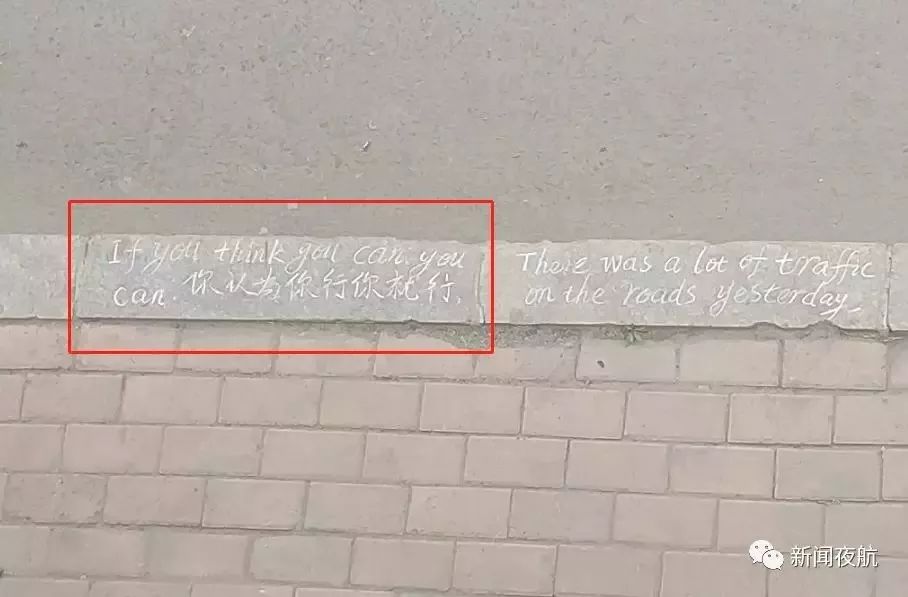 If you think you can you
can. 你认为你行你就行.
There was a lot of traffic
on the roads yesterday
新闻夜航